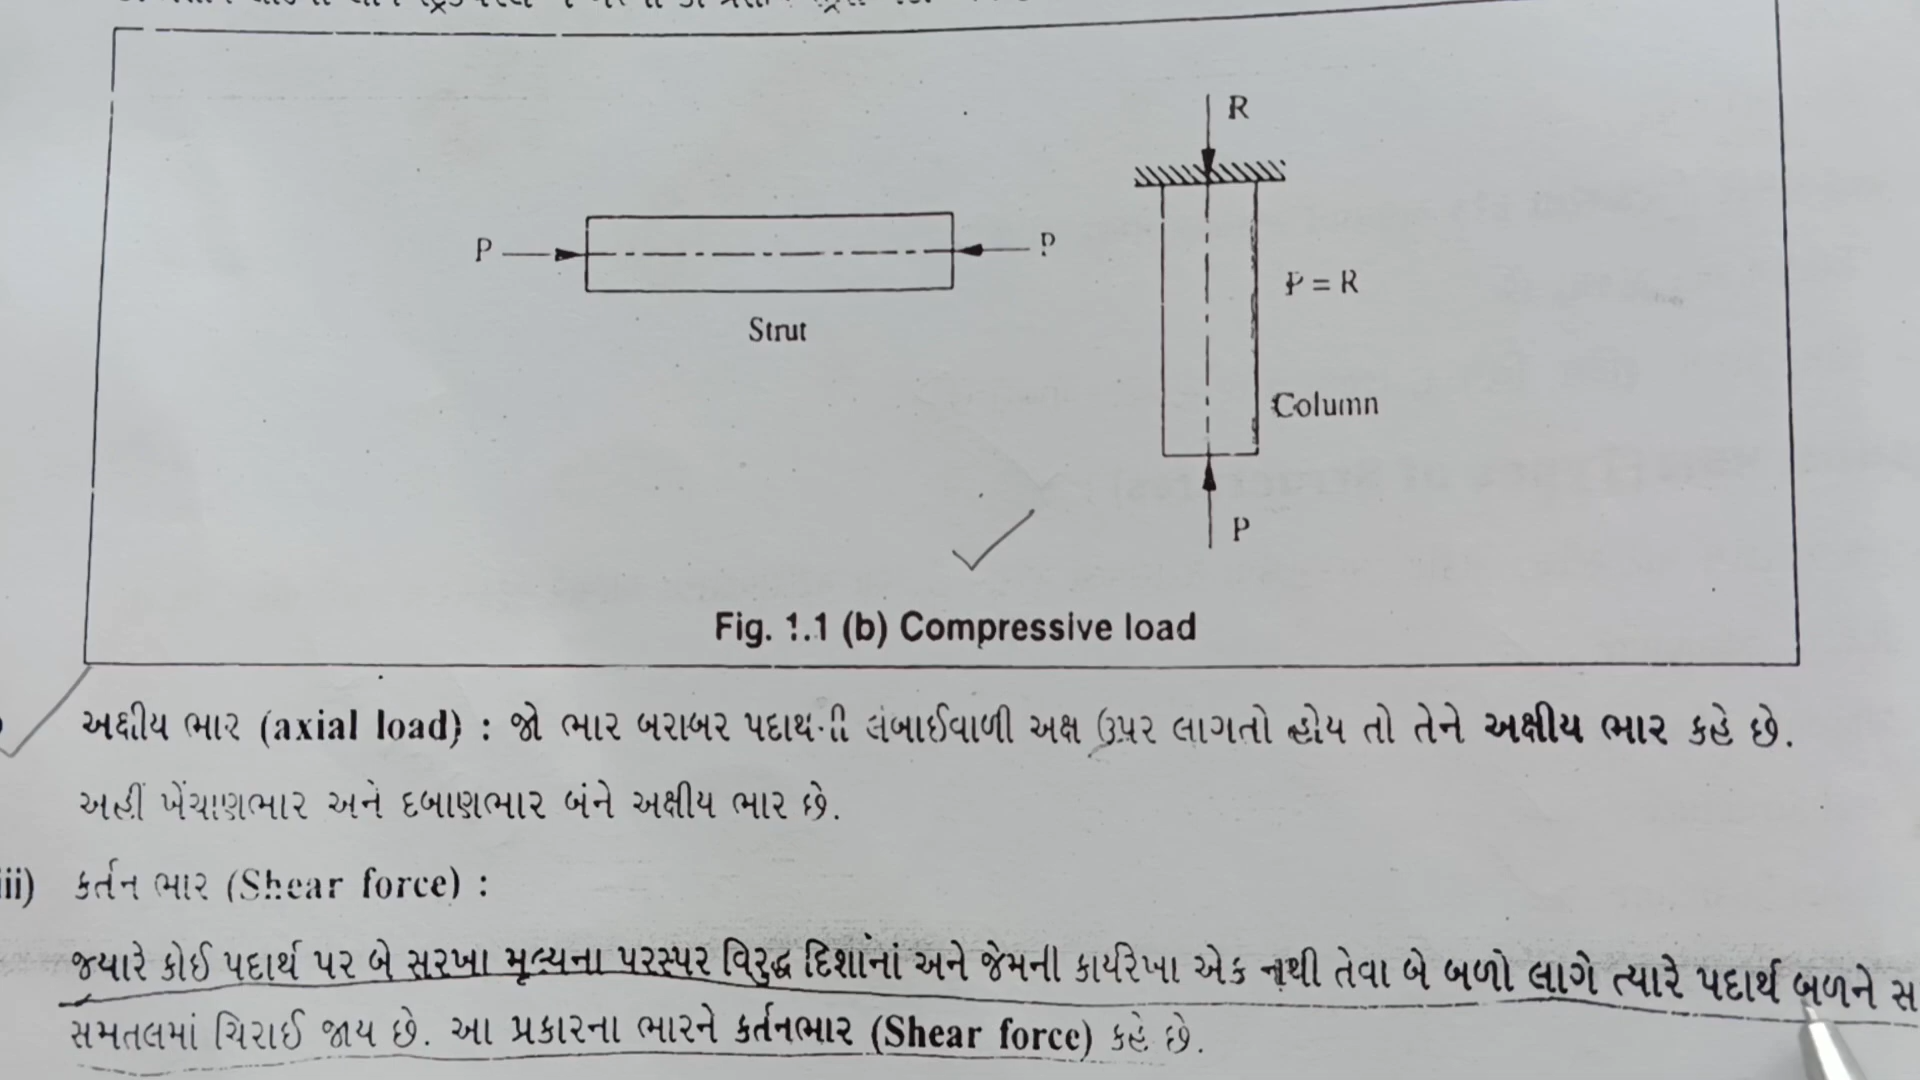 R
P
P
P = R
Strut
Column
P
Fig. 1.1 (b) Compressive load
અક્ષીય ભાર (axial load) : જો ભાર બરાબર પદાર્થની લંબાઈવાળી અક્ષ ઉપર લાગતો હોય તો તેને અક્ષીય ભાર કહે છે.
અહીં ખેંચાણભાર અને દબાણભાર બંને અક્ષીય ભાર છે.
iii) કર્તન ભાર (Shear force) :
જ્યારે કોઈ પદાર્થ પર બે સરખા મૂલ્યના પરસ્પર વિરુદ્ધ દિશાનાં અને જેમની કાર્યરેખા એક નથી તેવા બે બળો લાગે ત્યારે પદાર્થ બળને સ
સમતલમાં ચિરાઈ જાય છે. આ પ્રકારના ભારને કર્તનભાર (Shear force) કહે છે.